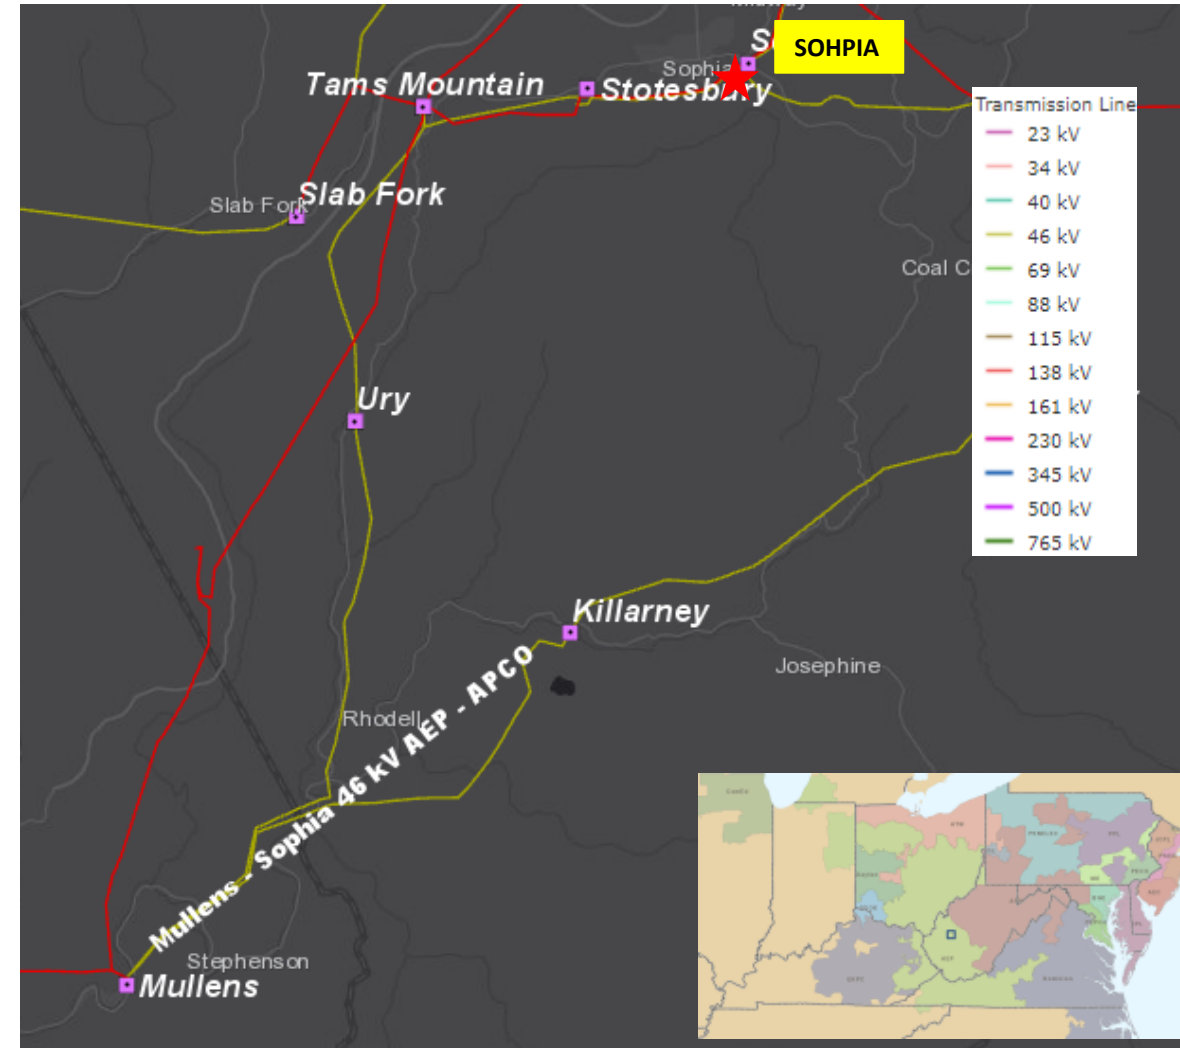 Midway
S
SOHPIA
Sophia
Tams Mountain
Stotesbury
Transmission Line
23 kV
34 kV
40 kV
46 kV
69 kV
88 kV
115 kV
138 kV
161 kV
230 kV
345 kV
500 kV
765 kV
Slab Fork
Slab Fork
Coal C
Ury
Killarney
Josephine
Rhodell
Mullens - Sophia 46 kV AEP - APCO
Stephenson
Mullens